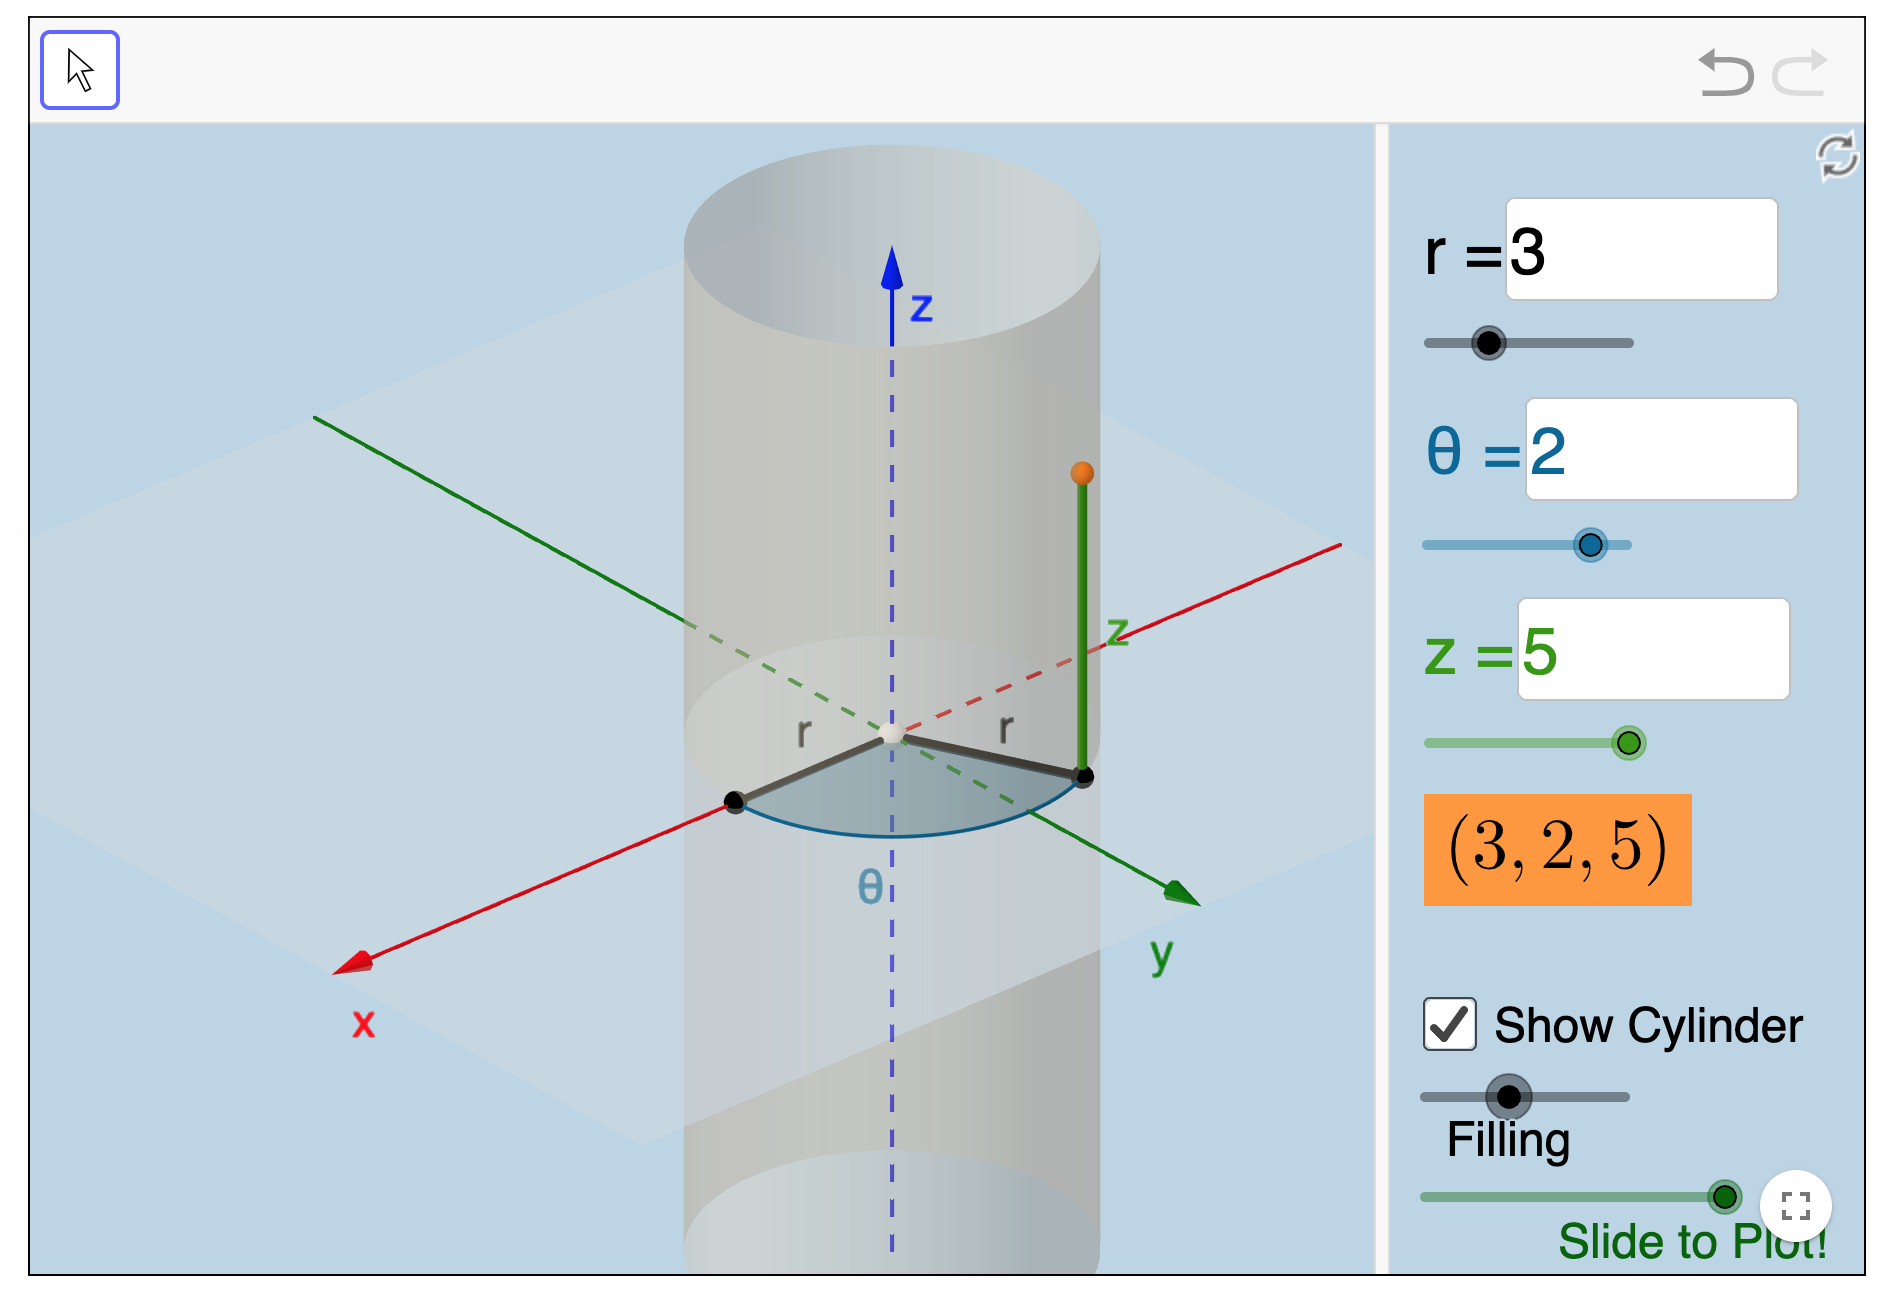 z
z
r
r
θ
y
x
r = 3
θ = 2
z = 5
(3, 2, 5)
Show Cylinder
Filling
Slide to Plot!